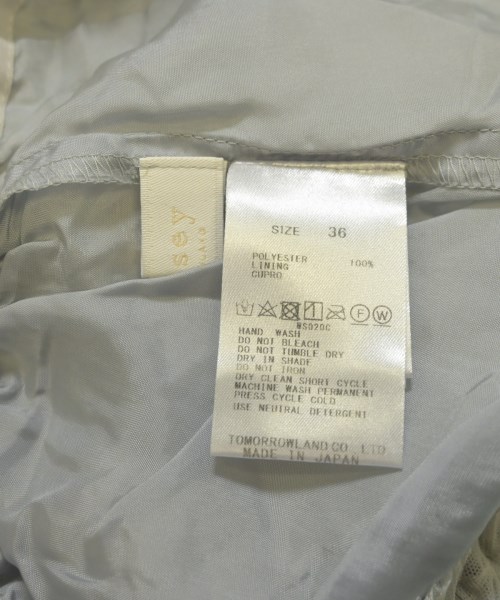 sey
SIZE 36
POLYESTER 100%
LINING
CUPRO
F W
WS020C
HAND WASH
DO NOT BLEACH
DO NOT TUMBLE DRY
DRY IN SHADE
DO NOT IRON
DRY CLEAN SHORT CYCLE
MACHINE WASH PERMANENT
PRESS CYCLE COLD
USE NEUTRAL DETERGENT
TOMORROWLAND CO LTD
MADE IN JAPAN